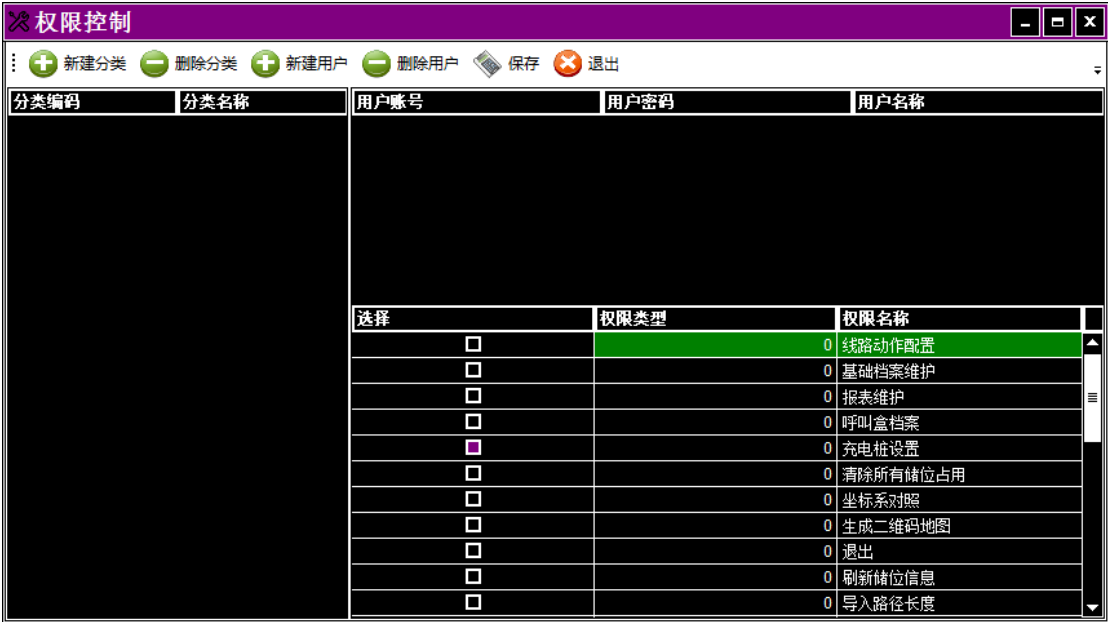 权限控制
新建分类 删除分类 新建用户 删除用户 保存 退出
分类编码 分类名称 用户账号 用户密码 用户名称
选择 权限类型 权限名称
0 线路动作配置
0 基础档案维护
0 报表维护
0 呼叫盒档案
0 充电桩设置
0 清除所有储位占用
0 坐标系对照
0 生成二维码地图
0 退出
0 刷新储位信息
0 导入路径长度